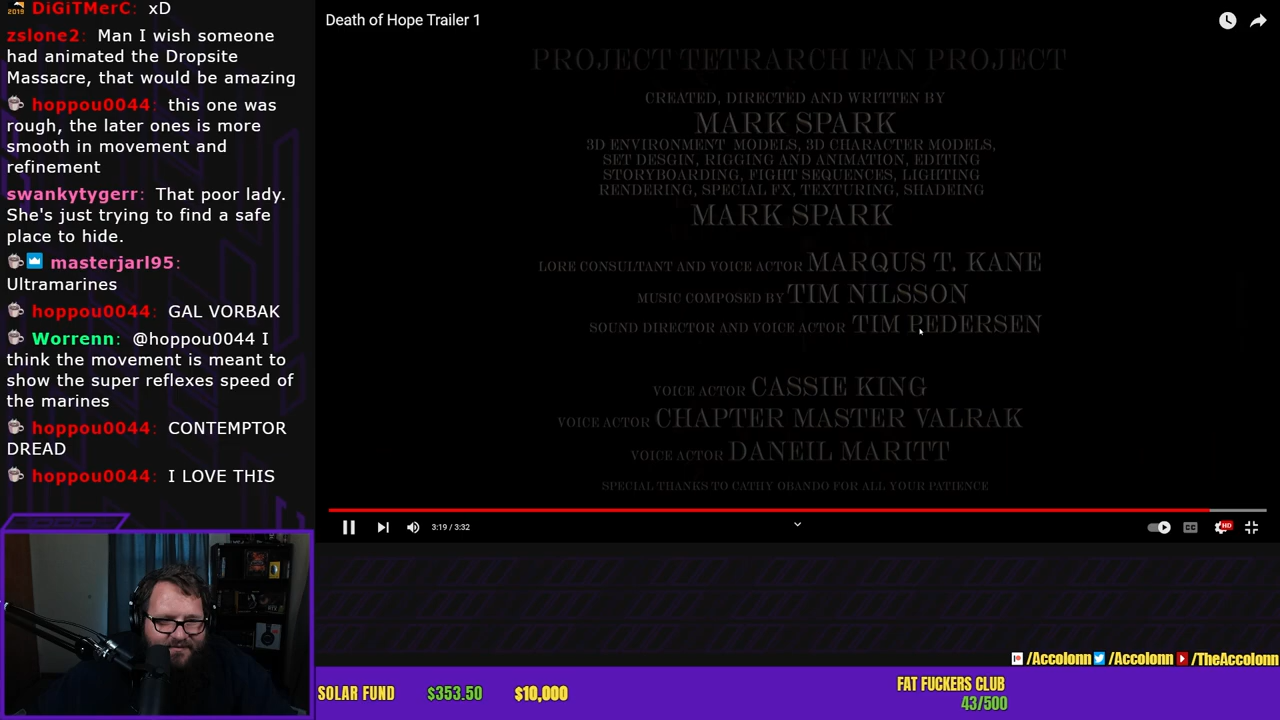 DiGiTMerC: xD
zslone2: Man I wish someone
had animated the Dropsite
Massacre, that would be amazing
hoppou0044: this one was
rough, the later ones is more
smooth in movement and
refinement
swankytygerr: That poor lady.
She's just trying to find a safe
place to hide.
masterjarl95:
Ultramarines
hoppou0044: GAL VORBAK
Worrenn: @hoppou0044 I
think the movement is meant to
show the super reflexes speed of
the marines
hoppou0044: CONTEMPTOR
DREAD
hoppou0044: I LOVE THIS
Death of Hope Trailer 1
PROJECT TETRARCH FAN PROJECT
CREATED, DIRECTED AND WRITTEN BY
MARK SPARK
3D ENVIRONMENT MODELS, 3D CHARACTER MODELS,
SET DESGIN, RIGGING AND ANIMATION, EDITING
STORYBOARDING, FIGHT SEQUENCES, LIGHTING
RENDERING, SPECIAL FX, TEXTURING, SHADEING
MARK SPARK
LORE CONSULTANT AND VOICE ACTOR MARQUS T. KANE
MUSIC COMPOSED BY TIM NILSSON
SOUND DIRECTOR AND VOICE ACTOR TIM PEDERSEN
VOICE ACTOR CASSIE KING
VOICE ACTOR CHAPTER MASTER VALRAK
VOICE ACTOR DANEIL MARITT
SPECIAL THANKS TO CATHY OBANDO FOR ALL YOUR PATIENCE
3:19 / 3:32
CC
HD
/Accolonn /Accolonn /TheAccolonn
SOLAR FUND $353.50 $10,000
FAT FUCKERS CLUB
43/500